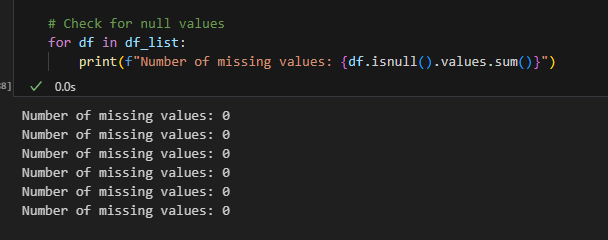 # Check for null values
for df in df_list:
    print(f"Number of missing values: {df.isnull().values.sum()}")
8]
0.0s
Number of missing values: 0
Number of missing values: 0
Number of missing values: 0
Number of missing values: 0
Number of missing values: 0
Number of missing values: 0